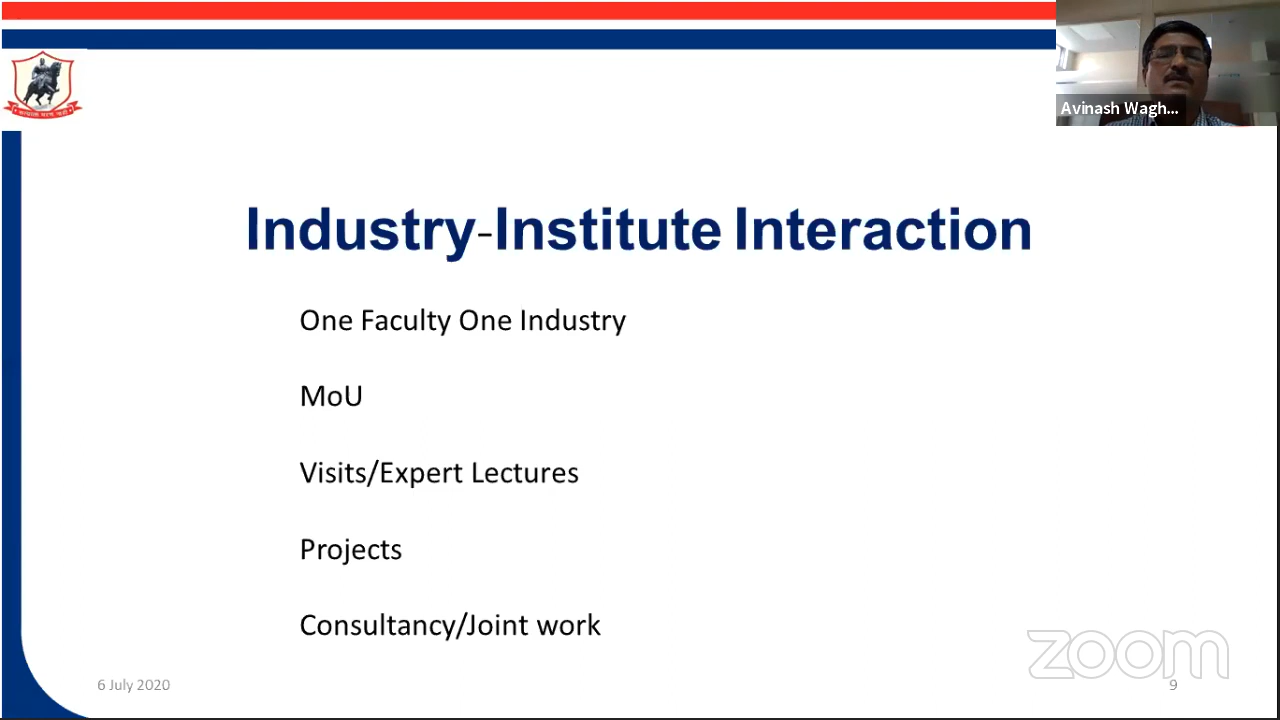 Avinash Wagh...
Industry-Institute Interaction
One Faculty One Industry
MoU
Visits/Expert Lectures
Projects
Consultancy/Joint work
zoom
6 July 2020
9